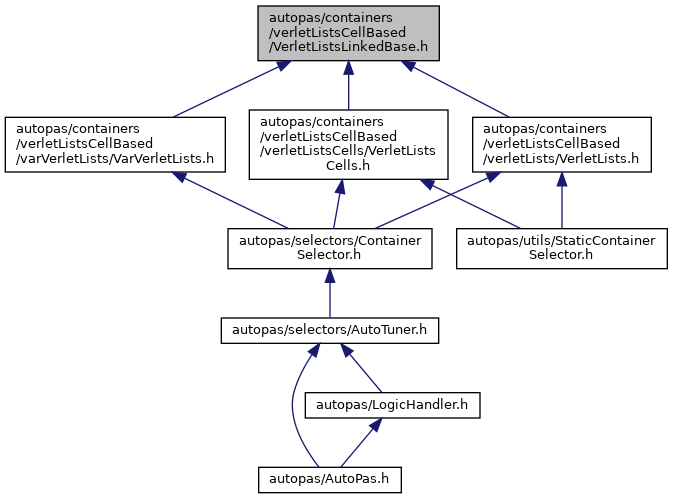 autopas/containers
/verletListsCellBased
/VerletListsLinkedBase.h
autopas/containers
/verletListsCellBased
/varVerletLists/VarVerletLists.h
autopas/containers
/verletListsCellBased
/verletListsCells/VerletLists
Cells.h
autopas/containers
/verletListsCellBased
/verletLists/VerletLists.h
autopas/selectors/Container
Selector.h
autopas/utils/StaticContainer
Selector.h
autopas/selectors/AutoTuner.h
autopas/LogicHandler.h
autopas/AutoPas.h